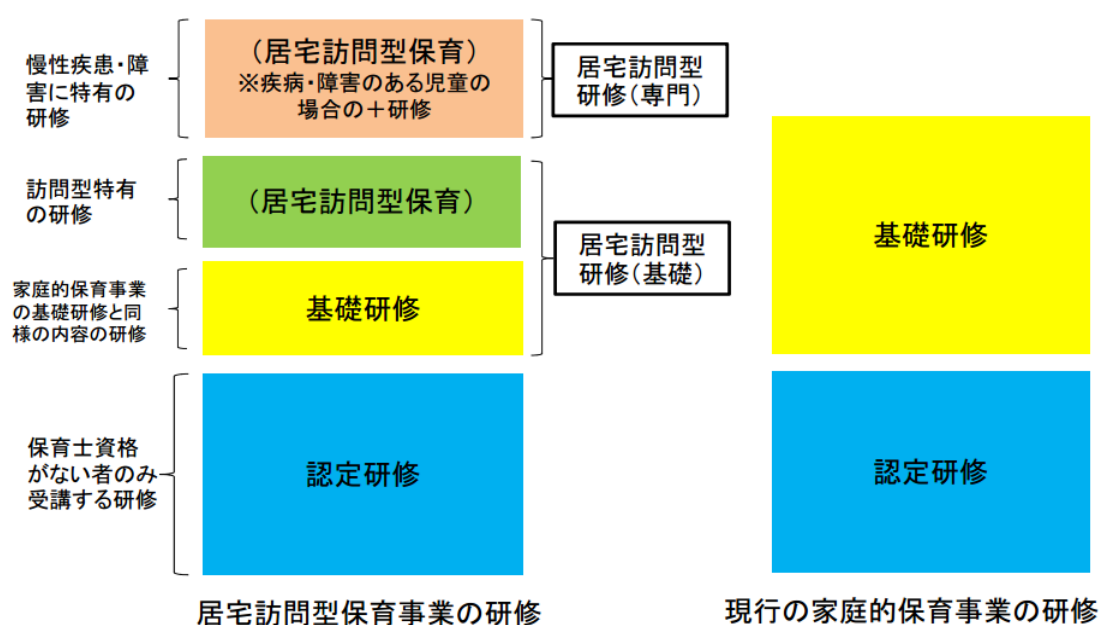 慢性疾患・障
害に特有の
研修
(居宅訪問型保育)
※疾病・障害のある児童の
場合の＋研修
居宅訪問型
研修(専門)
訪問型特有
の研修
(居宅訪問型保育)
居宅訪問型
研修(基礎)
家庭的保育事業
の基礎研修と同
様の内容の研修
基礎研修
保育士資格
がない者のみ
受講する研修
認定研修
居宅訪問型保育事業の研修
基礎研修
認定研修
現行の家庭的保育事業の研修